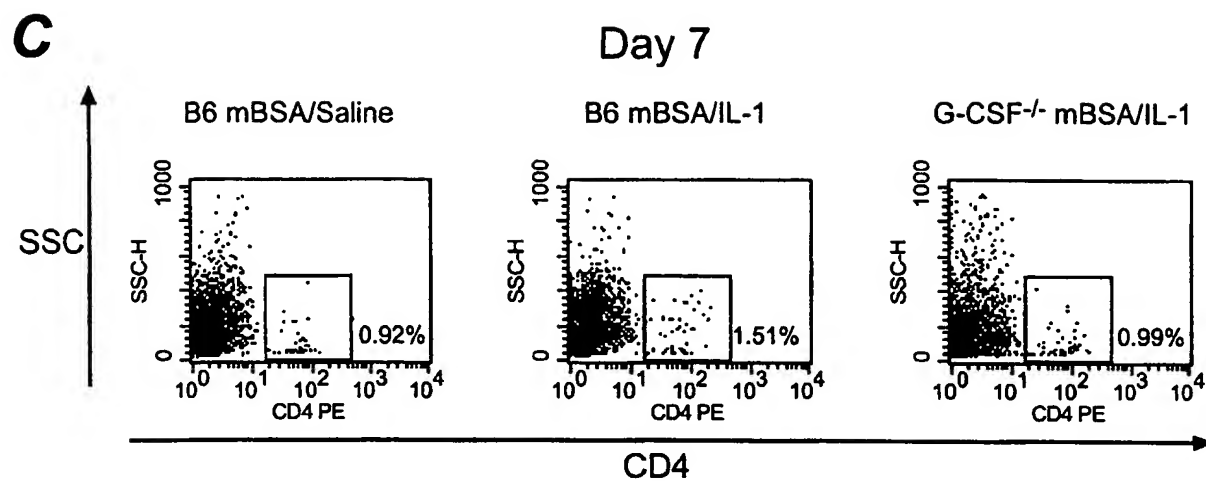 C
Day 7
B6 mBSA/Saline
B6 mBSA/IL-1
G-CSF-/- mBSA/IL-1
SSC
1000
SSC-H
0
0.92%
10^0 10^1 10^2 10^3 10^4
CD4 PE
1000
SSC-H
0
1.51%
10^0 10^1 10^2 10^3 10^4
CD4 PE
1000
SSC-H
0
0.99%
10^0 10^1 10^2 10^3 10^4
CD4 PE
CD4